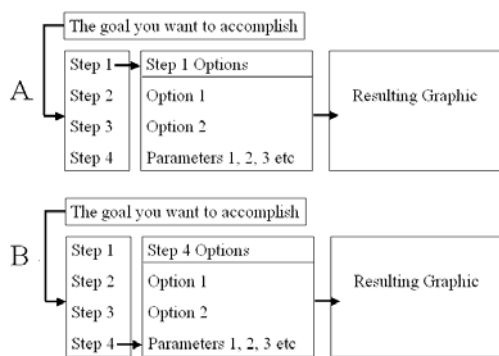 The goal you want to accomplish
A
Step 1
Step 2
Step 3
Step 4
Step 1 Options
Option 1
Option 2
Parameters 1, 2, 3 etc
Resulting Graphic
The goal you want to accomplish
B
Step 1
Step 2
Step 3
Step 4
Step 4 Options
Option 1
Option 2
Parameters 1, 2, 3 etc
Resulting Graphic